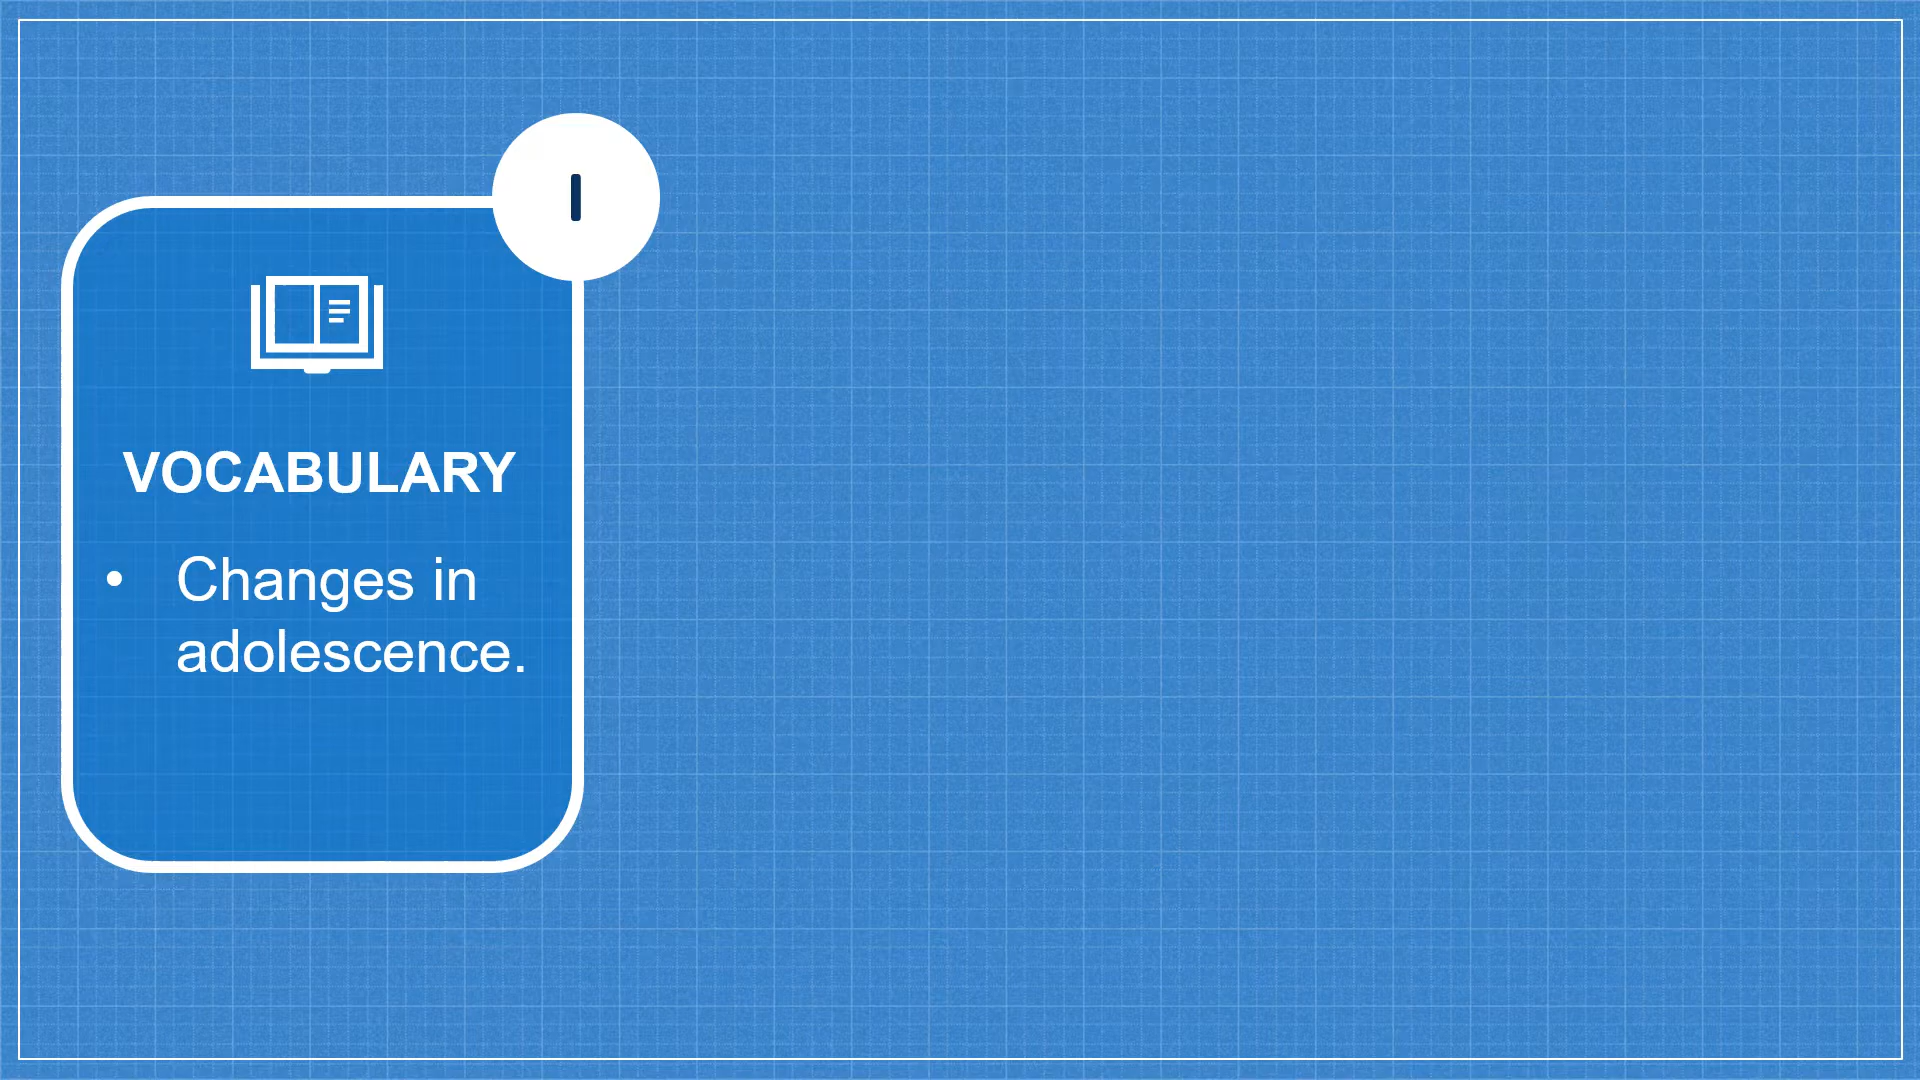 I
VOCABULARY
• Changes in
adolescence.